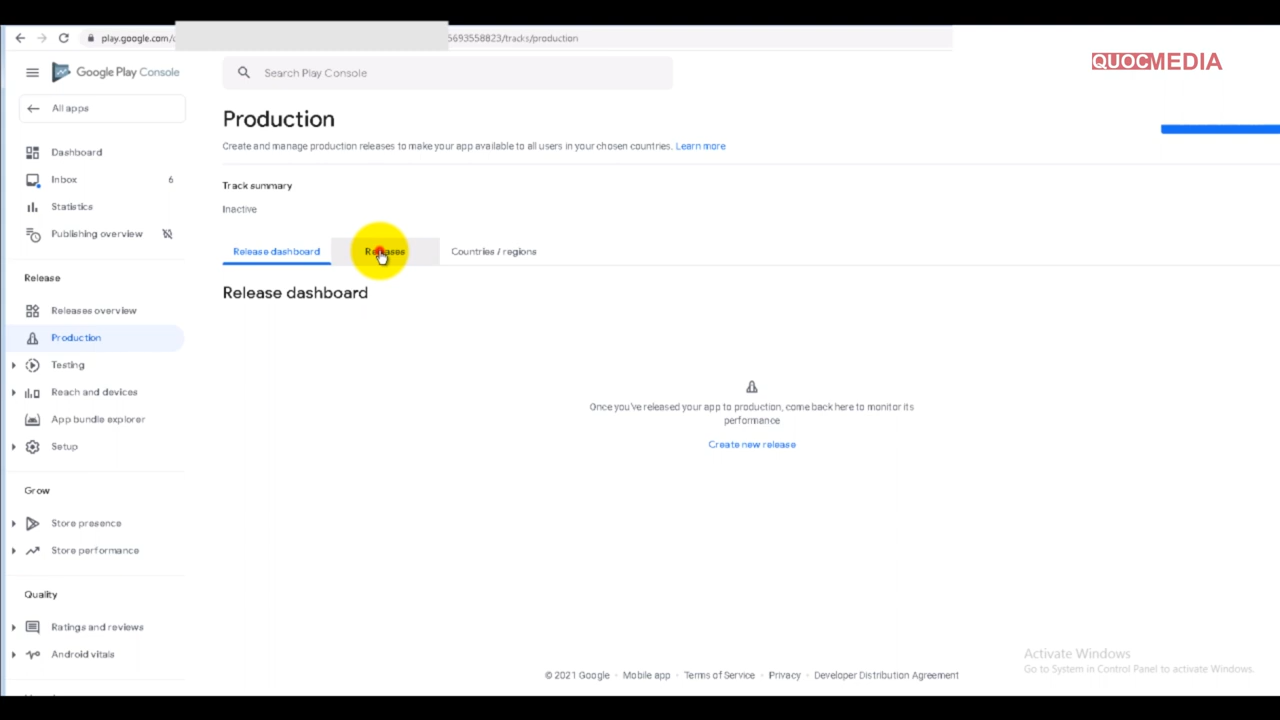 play.google.com/
5693558823/tracks/production
QUOCMEDIA
Google Play Console
Search Play Console
All apps
Production
Create and manage production releases to make your app available to all users in your chosen countries. Learn more
Dashboard
Inbox 6
Statistics
Publishing overview
Track summary
Inactive
Release dashboard Releases Countries / regions
Release
Release dashboard
Releases overview
Production
Testing
Reach and devices
App bundle explorer
Setup
Once you've released your app to production, come back here to monitor its
performance
Create new release
Grow
Store presence
Store performance
Quality
Ratings and reviews
Android vitals
Activate Windows
Go to System in Control Panel to activate Windows.
© 2021 Google · Mobile app · Terms of Service · Privacy · Developer Distribution Agreement